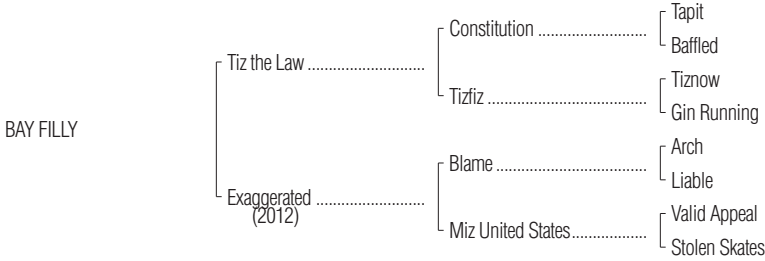 Tapit
Constitution ..........................
Baffled
Tiz the Law ............................
Tiznow
Tizfiz ......................................
Gin Running
BAY FILLY
Arch
Blame ....................................
Liable
Exaggerated ..........................
(2012)
Valid Appeal
Miz United States..................
Stolen Skates